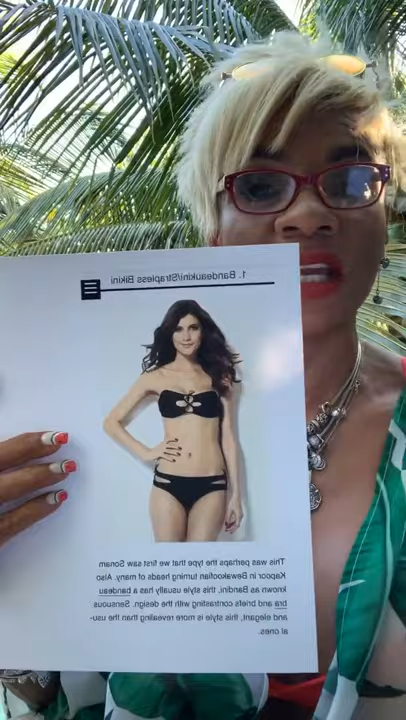 1. Bandeaukini/Strapless Bikini
This was perhaps the type that we first saw Sonam
Kapoor in Bewakoofian turning heads of many. Also
known as Bandini, this style usually has a bandeau
bra and briefs contrasting with the design. Sensuous
and elegant, this style is more revealing than the usu-
al ones.